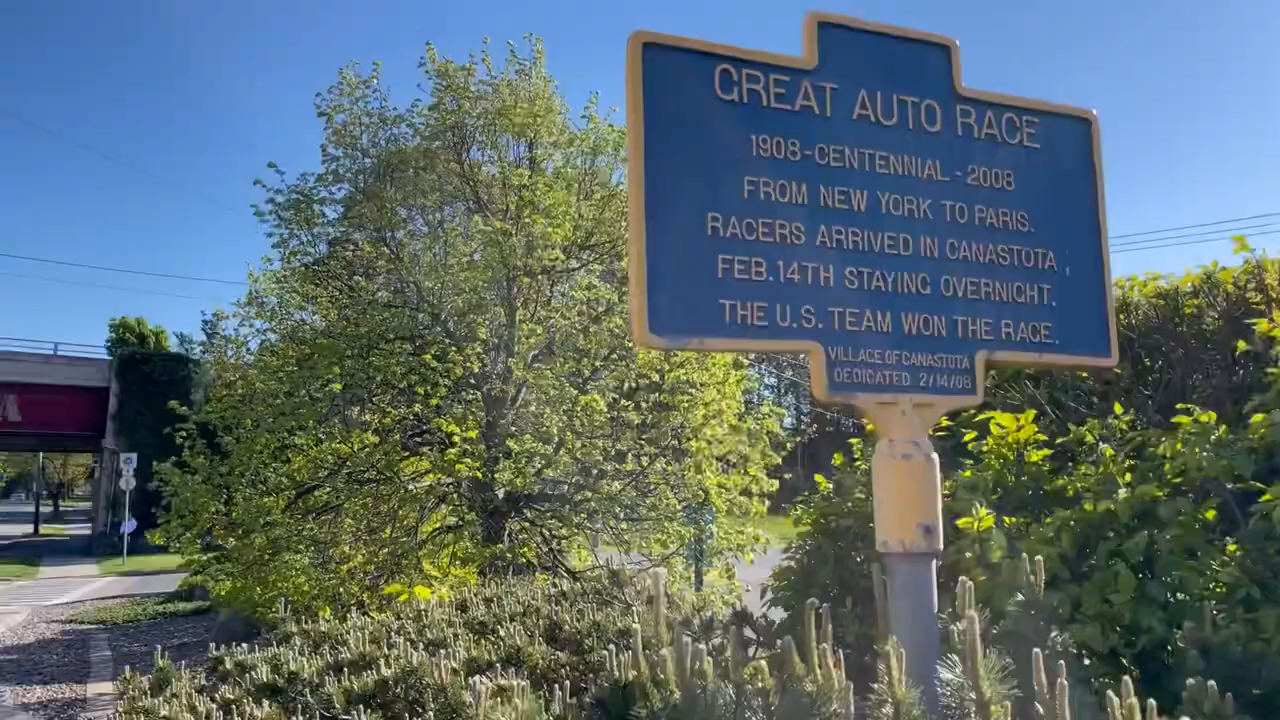 GREAT AUTO RACE
1908-CENTENNIAL-2008
FROM NEW YORK TO PARIS.
RACERS ARRIVED IN CANASTOTA
FEB.14TH STAYING OVERNIGHT.
THE U.S. TEAM WON THE RACE.
VILLAGE OF CANASTOTA
DEDICATED 2/14/08
A